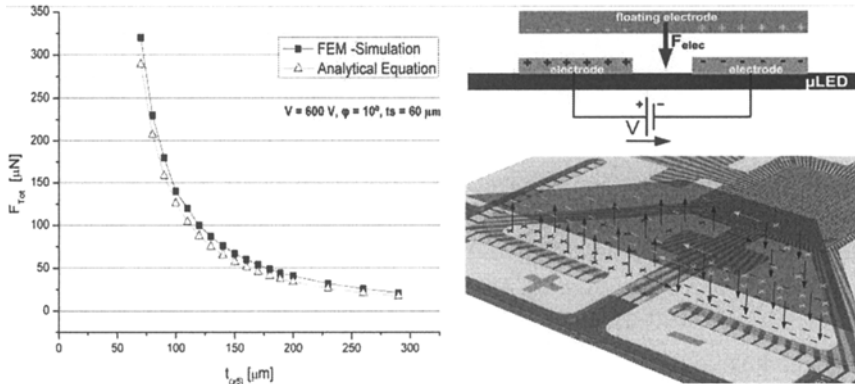 350
300
250
200
150
100
50
0
F_Tot [µN]
FEM -Simulation
Analytical Equation
V = 600 V, φ = 10⁰, ts = 60 µm
0
50
100
150
200
250
300
floating electrode
+ + + +
F_elec
+ + + + + +
electrode
electrode
µLED
+
−
V
+
−